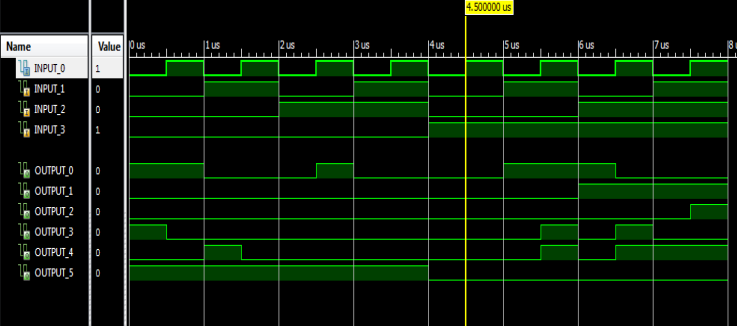 4.500000 us
Name Value 0 us 1 us 2 us 3 us 4 us 5 us 6 us 7 us 8 u
INPUT_0 1
INPUT_1 0
INPUT_2 0
INPUT_3 1
OUTPUT_0 0
OUTPUT_1 0
OUTPUT_2 0
OUTPUT_3 0
OUTPUT_4 0
OUTPUT_5 0